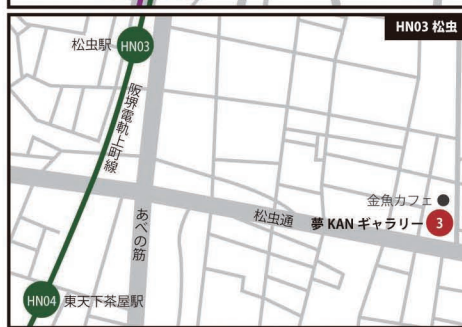 HN03 松虫
松虫駅
HN03
阪堺電軌上町線
あべの筋
松虫通
金魚カフェ
夢 KAN ギャラリー 3
HN04
東天下茶屋駅